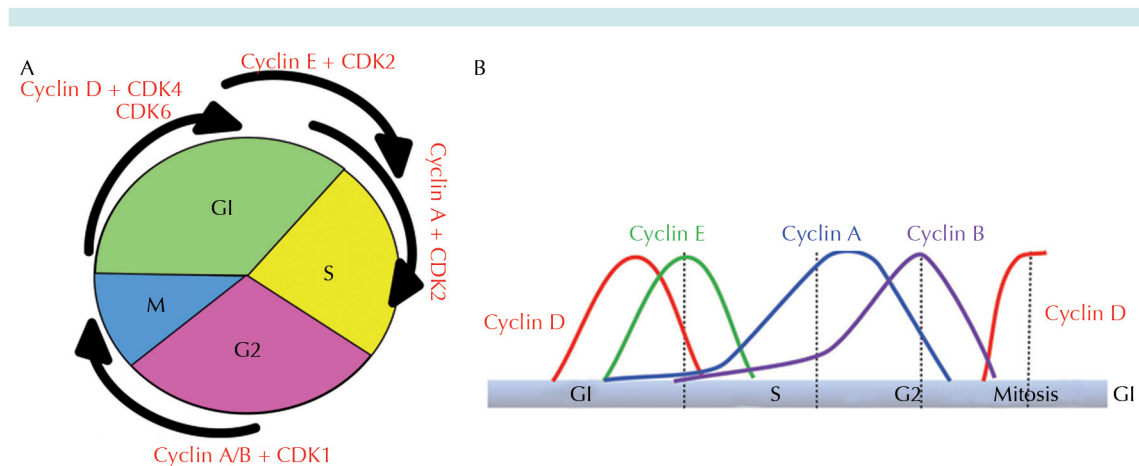 A
Cyclin E + CDK2
Cyclin D + CDK4
CDK6
Cyclin A + CDK2
GI
S
M
G2
Cyclin A/B + CDK1
B
Cyclin E
Cyclin A
Cyclin B
Cyclin D
Cyclin D
GI
S
G2
Mitosis
GI